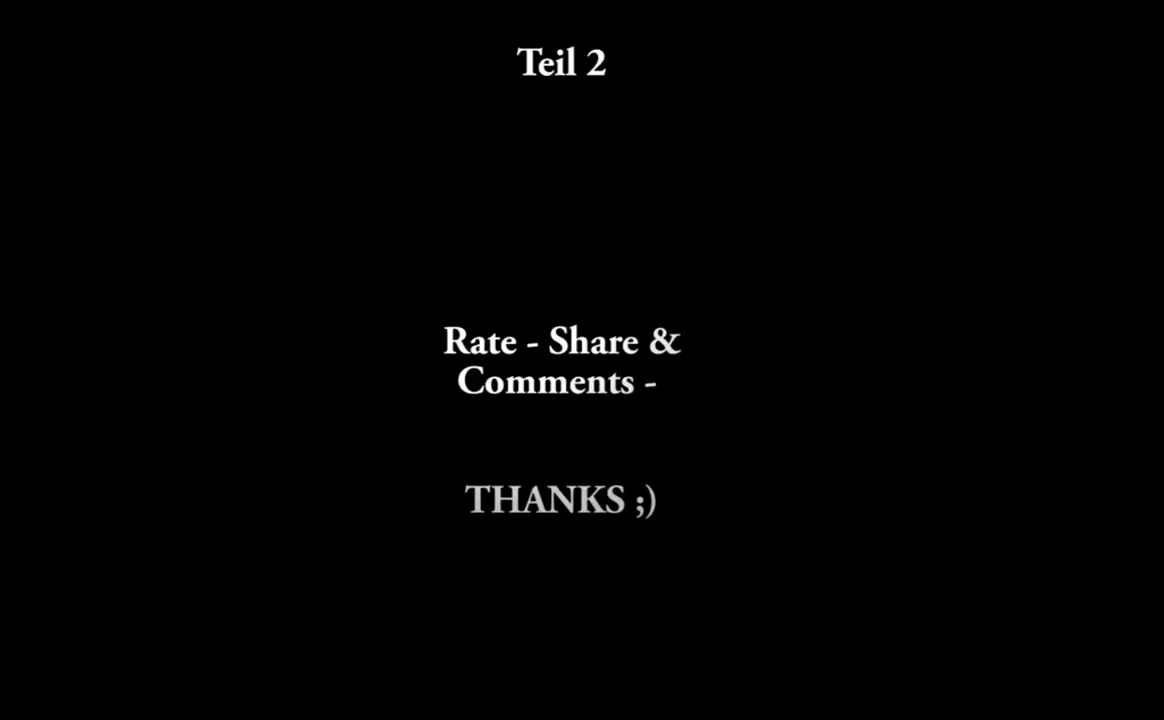 Teil 2
Rate - Share &
Comments -
THANKS ;)